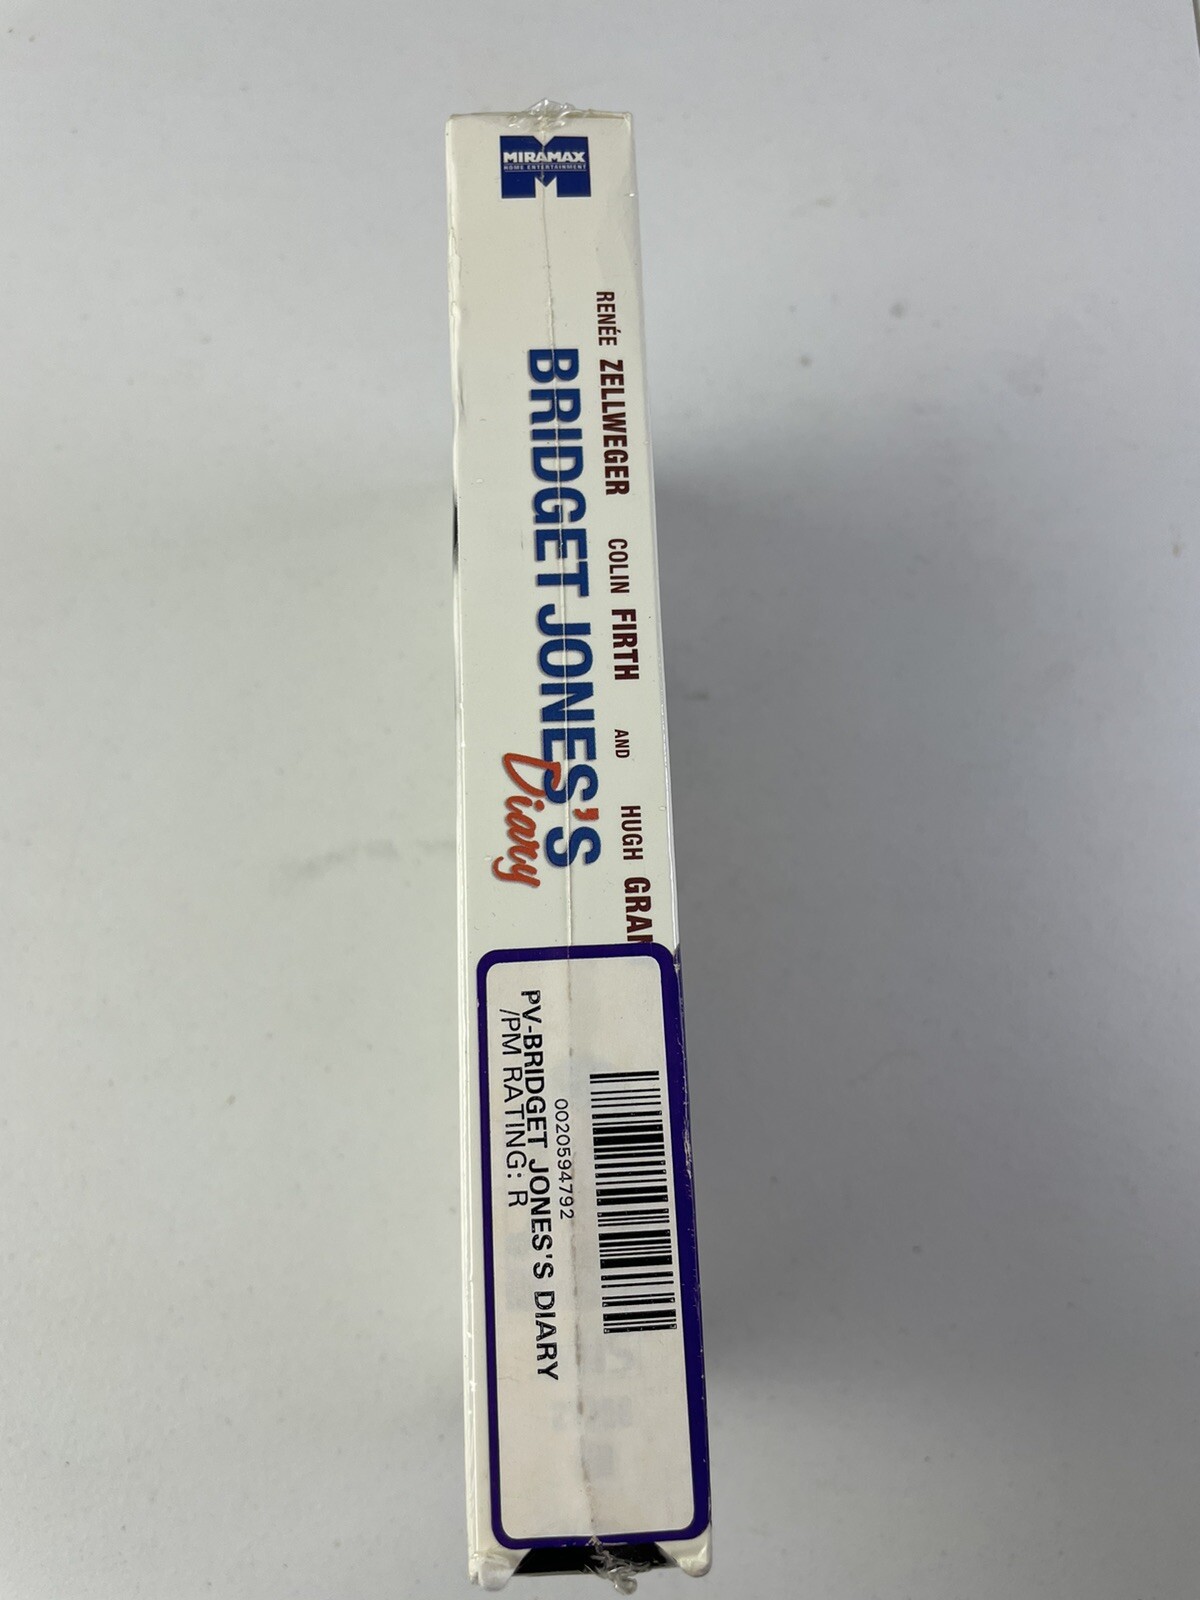 MIRAMAX
HOME ENTERTAINMENT
RENÉE ZELLWEGER COLIN FIRTH AND HUGH GRAN
BRIDGET JONES'S
Diary
0020594792
PV-BRIDGET JONES'S DIARY
/PM RATING: R